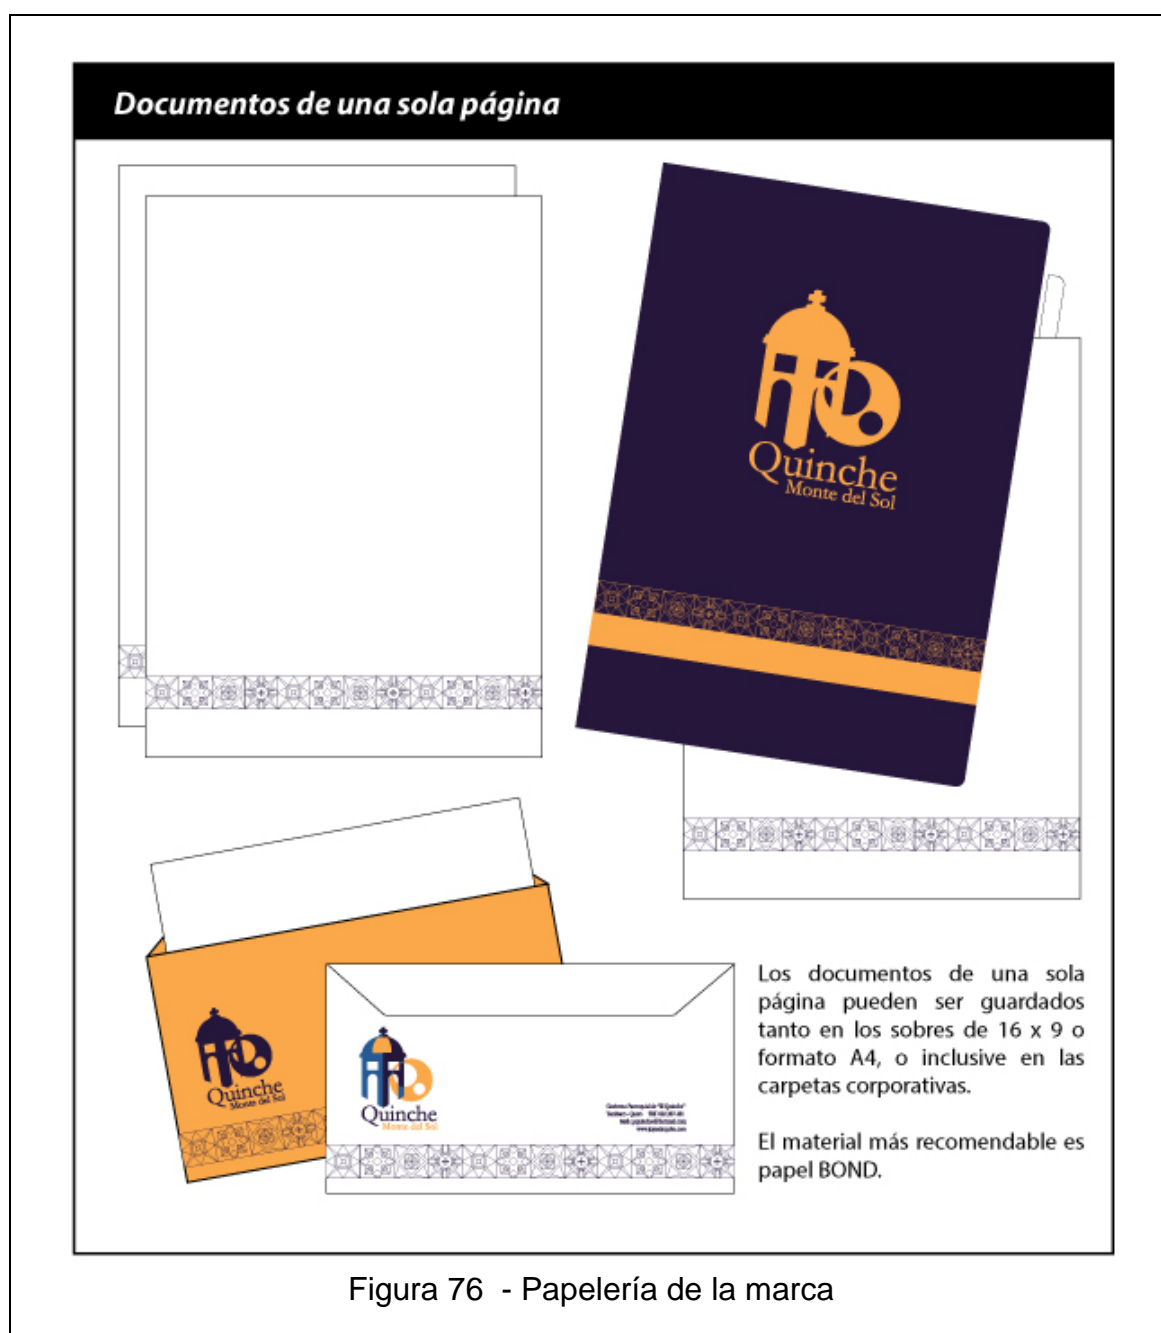 Documentos de una sola página
Quinche
Monte del Sol
Quinche
Monte del Sol
Quinche
Monte del Sol
Los documentos de una sola
página pueden ser guardados
tanto en los sobres de 16 x 9 o
formato A4, o inclusive en las
carpetas corporativas.
El material más recomendable es
papel BOND.
Figura 76 - Papelería de la marca